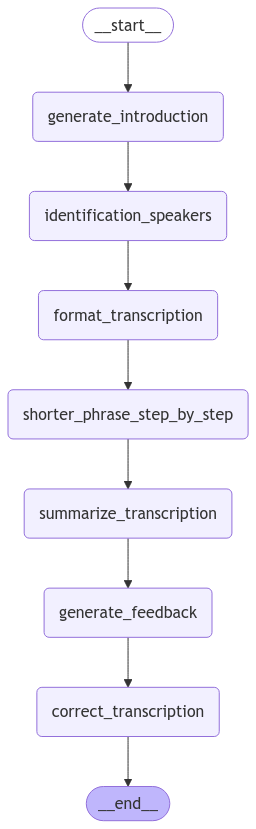 __start__
generate_introduction
identification_speakers
format_transcription
shorter_phrase_step_by_step
summarize_transcription
generate_feedback
correct_transcription
__end__